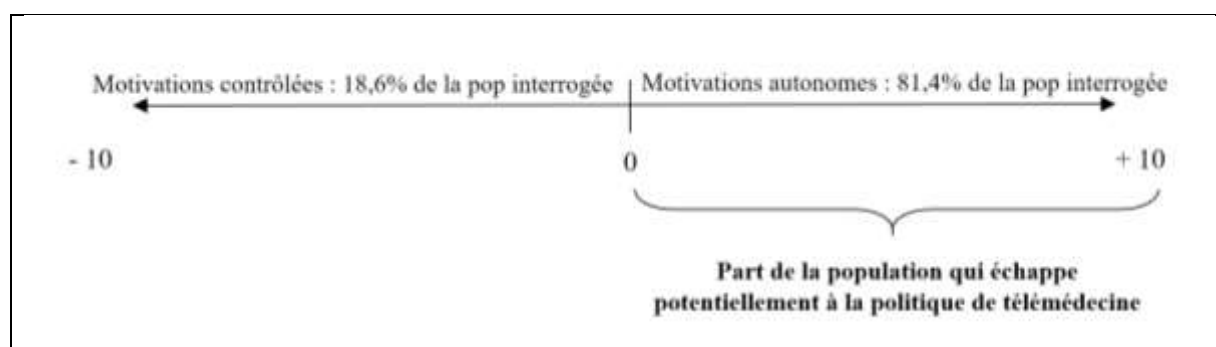 Motivations contrôlées : 18,6% de la pop interrogée
Motivations autonomes : 81,4% de la pop interrogée
- 10
0
+ 10
Part de la population qui échappe
potentiellement à la politique de télémédecine